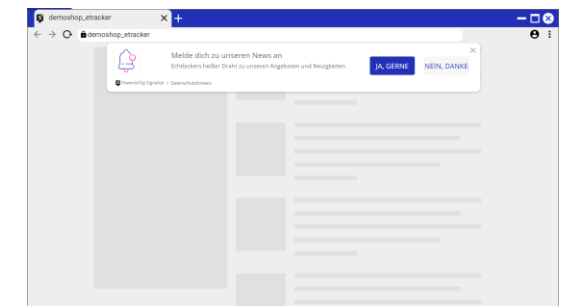 demoshop_etracker
demoshop_etracker
Melde dich zu unseren News an
Echtdeckers heißer Draht zu unseren Angeboten und Neuigkeiten
JA, GERNE
NEIN, DANKE
Powered by Signalize / Datenschutzhinweis